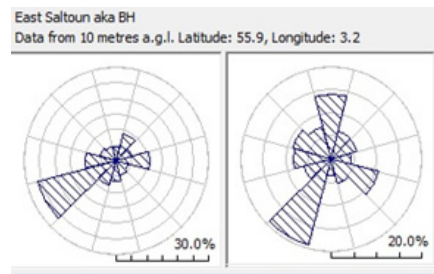 East Saltoun aka BH
Data from 10 metres a.g.l. Latitude: 55.9, Longitude: 3.2
30.0%
20.0%